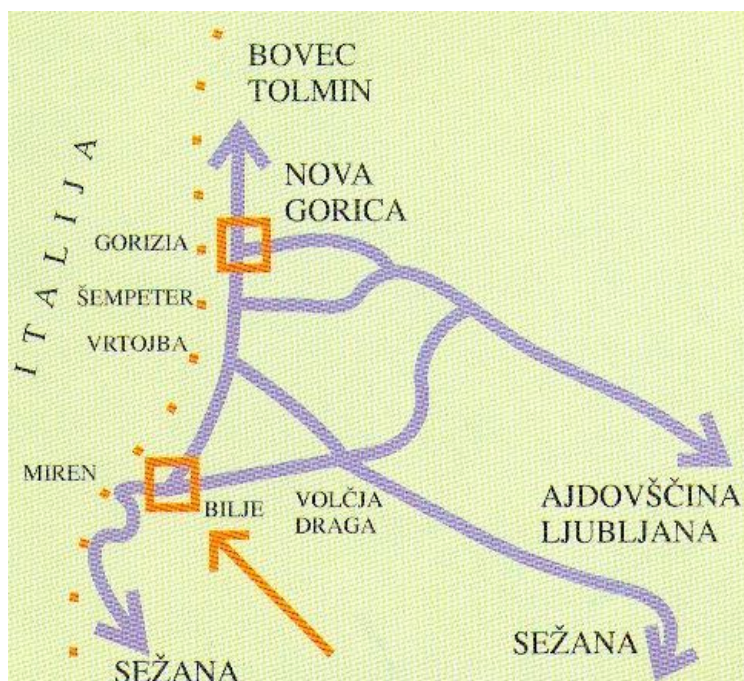 BOVEC
TOLMIN
NOVA
GORICA
ITALIJA
GORIZIA
ŠEMPETER
VRTOJBA
MIREN
BILJE
VOLČJA
DRAGA
AJDOVŠČINA
LJUBLJANA
SEŽANA
SEŽANA